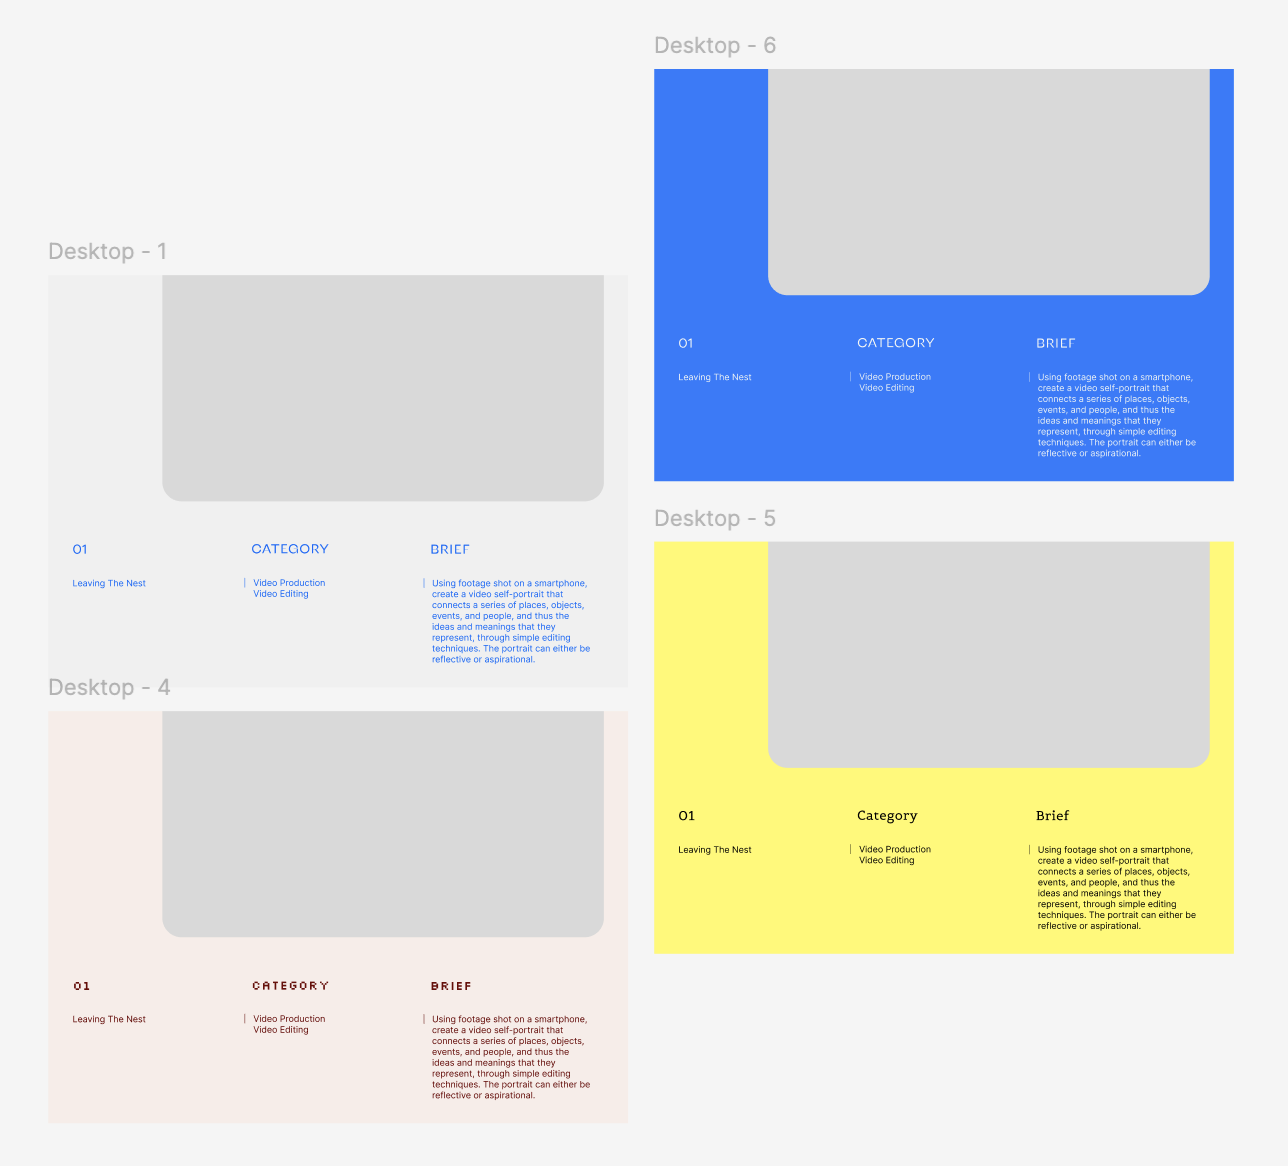 Desktop - 6
01
CATEGORY
BRIEF
Leaving The Nest
Video Production
Video Editing
Using footage shot on a smartphone,
create a video self-portrait that
connects a series of places, objects,
events, and people, and thus the
ideas and meanings that they
represent, through simple editing
techniques. The portrait can either be
reflective or aspirational.
Desktop - 1
01
CATEGORY
BRIEF
Leaving The Nest
Video Production
Video Editing
Using footage shot on a smartphone,
create a video self-portrait that
connects a series of places, objects,
events, and people, and thus the
ideas and meanings that they
represent, through simple editing
techniques. The portrait can either be
reflective or aspirational.
Desktop - 5
01
Category
Brief
Leaving The Nest
Video Production
Video Editing
Using footage shot on a smartphone,
create a video self-portrait that
connects a series of places, objects,
events, and people, and thus the
ideas and meanings that they
represent, through simple editing
techniques. The portrait can either be
reflective or aspirational.
Desktop - 4
01
CATEGORY
BRIEF
Leaving The Nest
Video Production
Video Editing
Using footage shot on a smartphone,
create a video self-portrait that
connects a series of places, objects,
events, and people, and thus the
ideas and meanings that they
represent, through simple editing
techniques. The portrait can either be
reflective or aspirational.